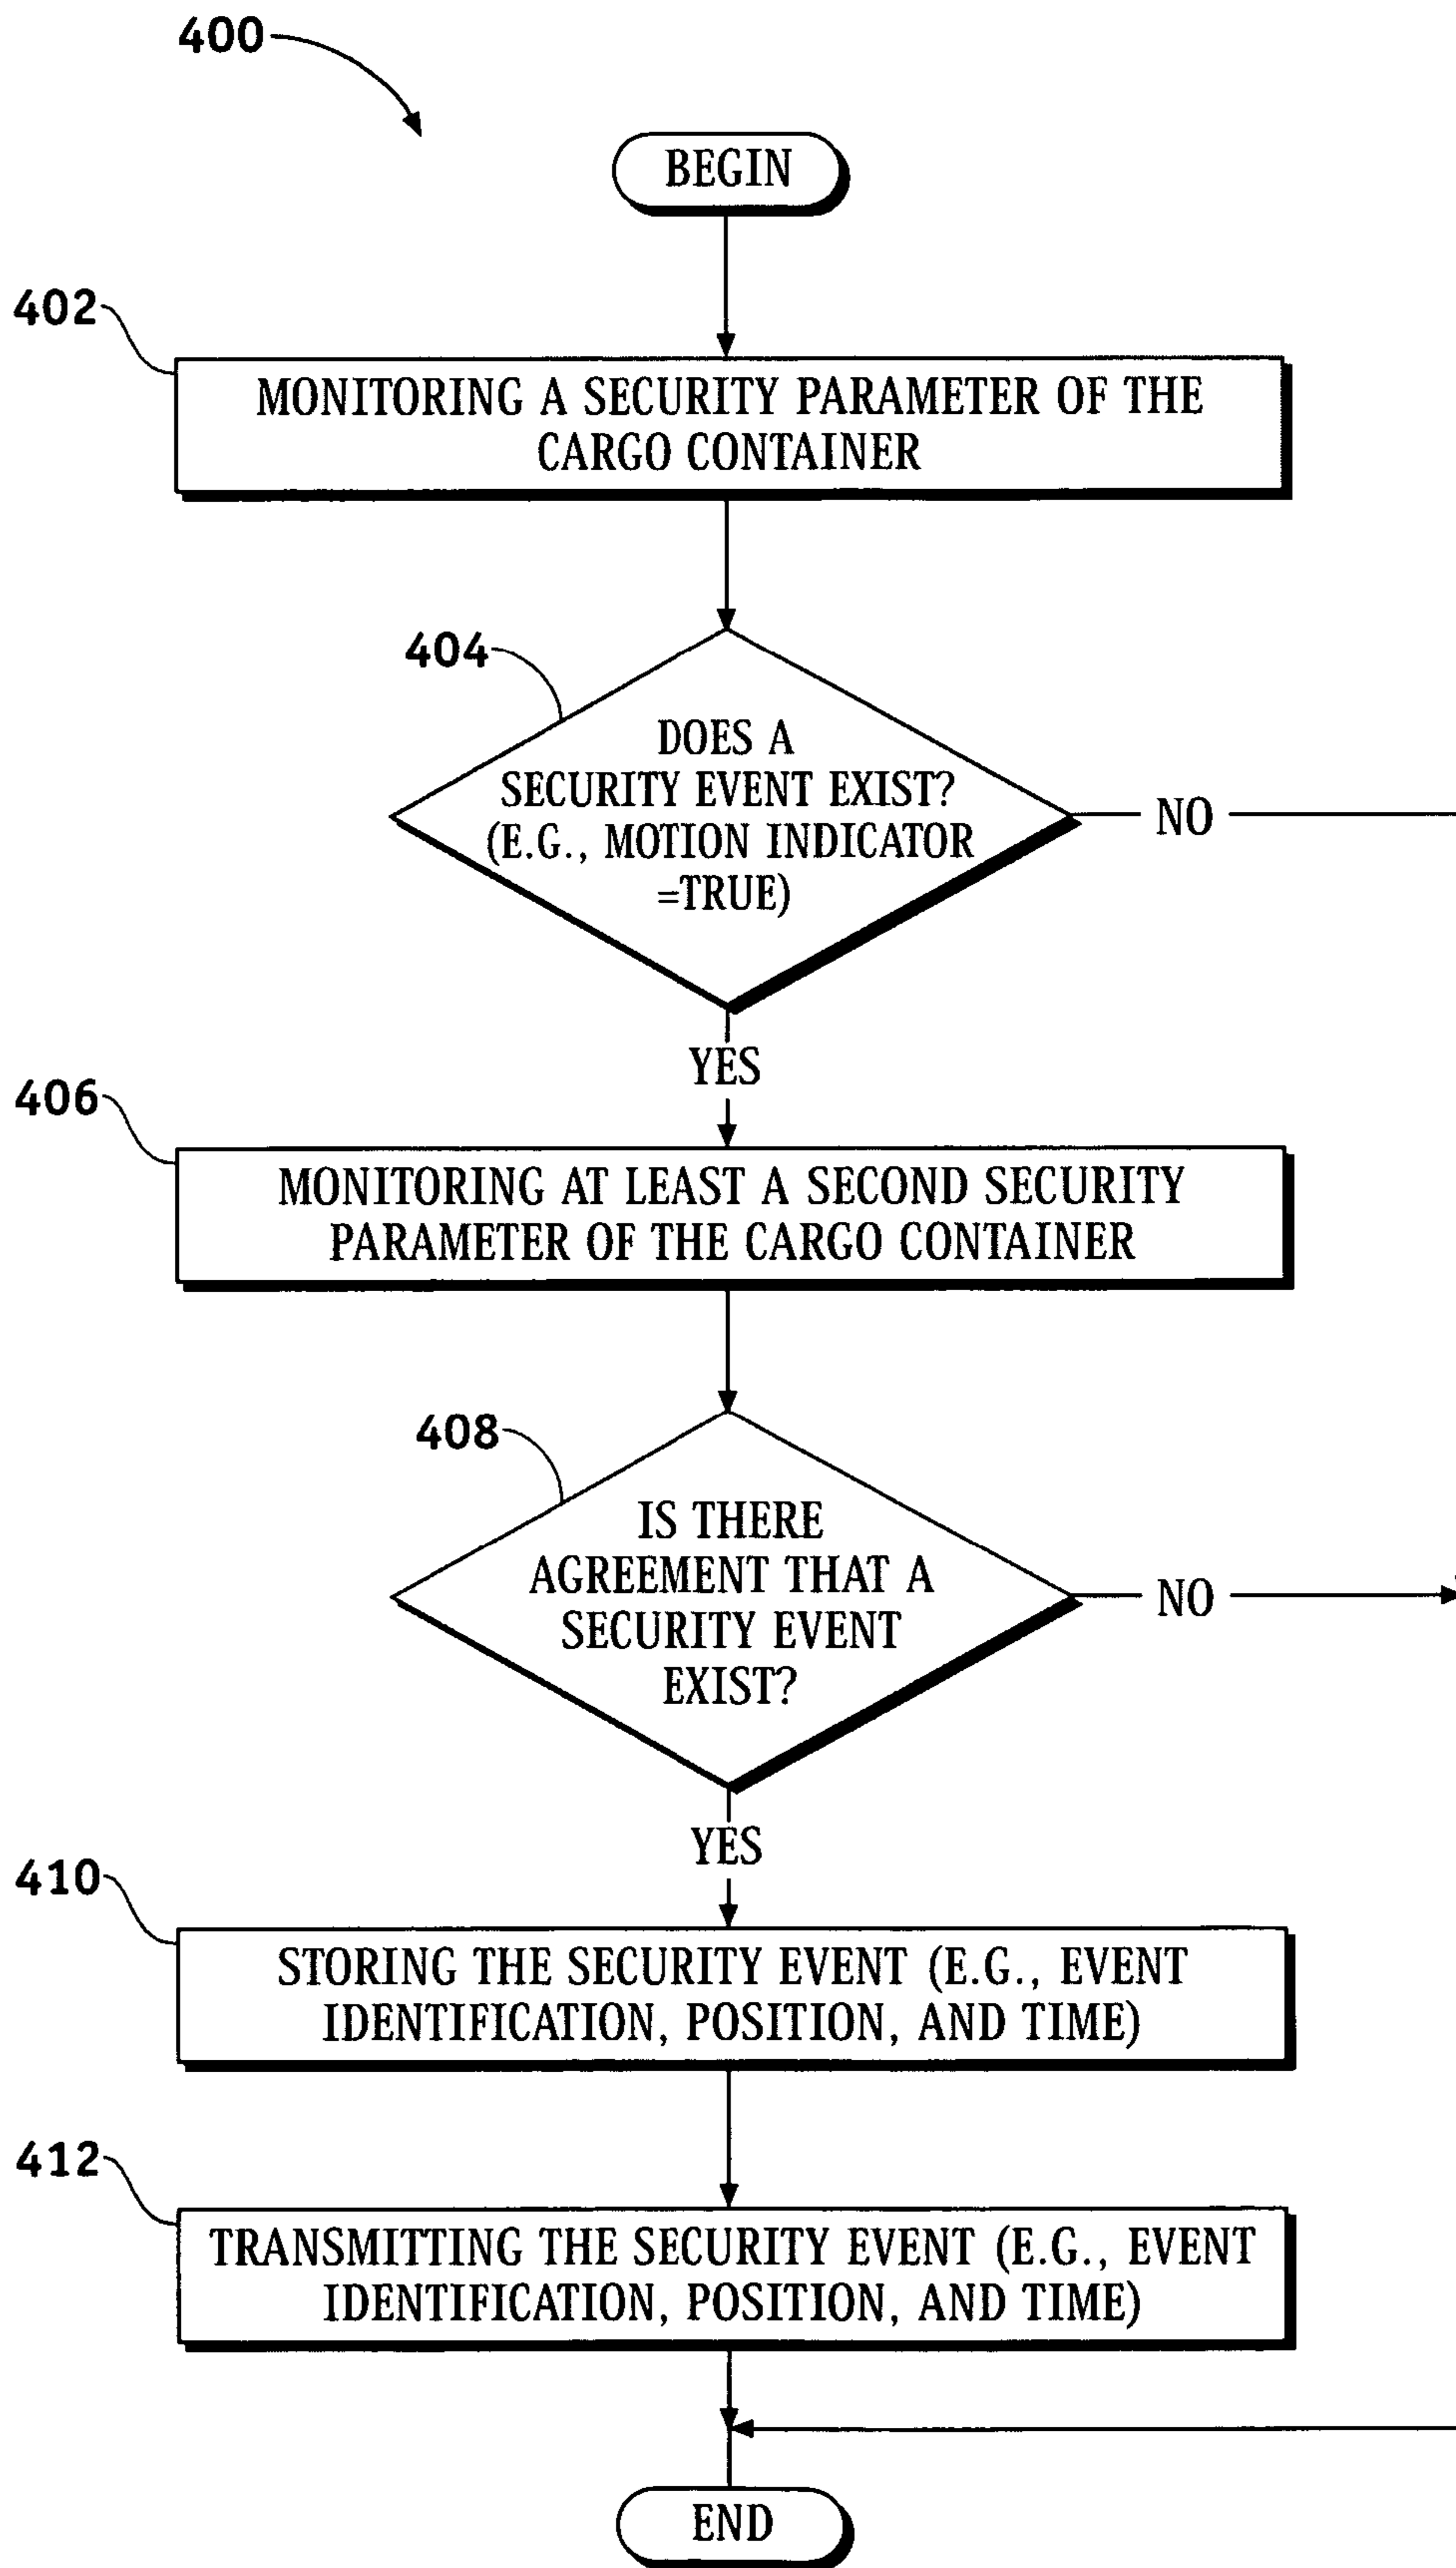 400
BEGIN
402
MONITORING A SECURITY PARAMETER OF THE
CARGO CONTAINER
404
DOES A
SECURITY EVENT EXIST?
(E.G., MOTION INDICATOR
=TRUE)
NO
YES
406
MONITORING AT LEAST A SECOND SECURITY
PARAMETER OF THE CARGO CONTAINER
408
IS THERE
AGREEMENT THAT A
SECURITY EVENT
EXIST?
NO
YES
410
STORING THE SECURITY EVENT (E.G., EVENT
IDENTIFICATION, POSITION, AND TIME)
412
TRANSMITTING THE SECURITY EVENT (E.G., EVENT
IDENTIFICATION, POSITION, AND TIME)
END